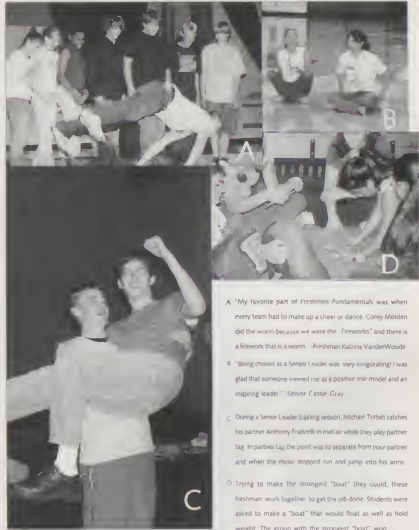 A
B
D
C
A "My favorite part of Freshmen Fundamentals was when
every team had to make up a cheer or dance. Corey Molden
did the worm because we were the "Fireworks" and there is
a firework that is a worm." -Freshman Katrina VanderWoude
B "Being chosen as a Senior Leader was very invigorating! I was
glad that someone viewed me as a positive role model and an
inspiring leader." -Senior Cassie Gray
C During a Senior Leader training session, Michael Torbett catches
his partner Anthony Fraticelli in mid air while they play partner
tag. In partner tag the point was to separate from your partner
and when the music stopped run and jump into his arms
D Trying to make the strongest "boat" they could, these
freshman work together to get the job done. Students were
asked to make a "boat" that would float as well as hold
weight. The group with the strongest "boat" won.